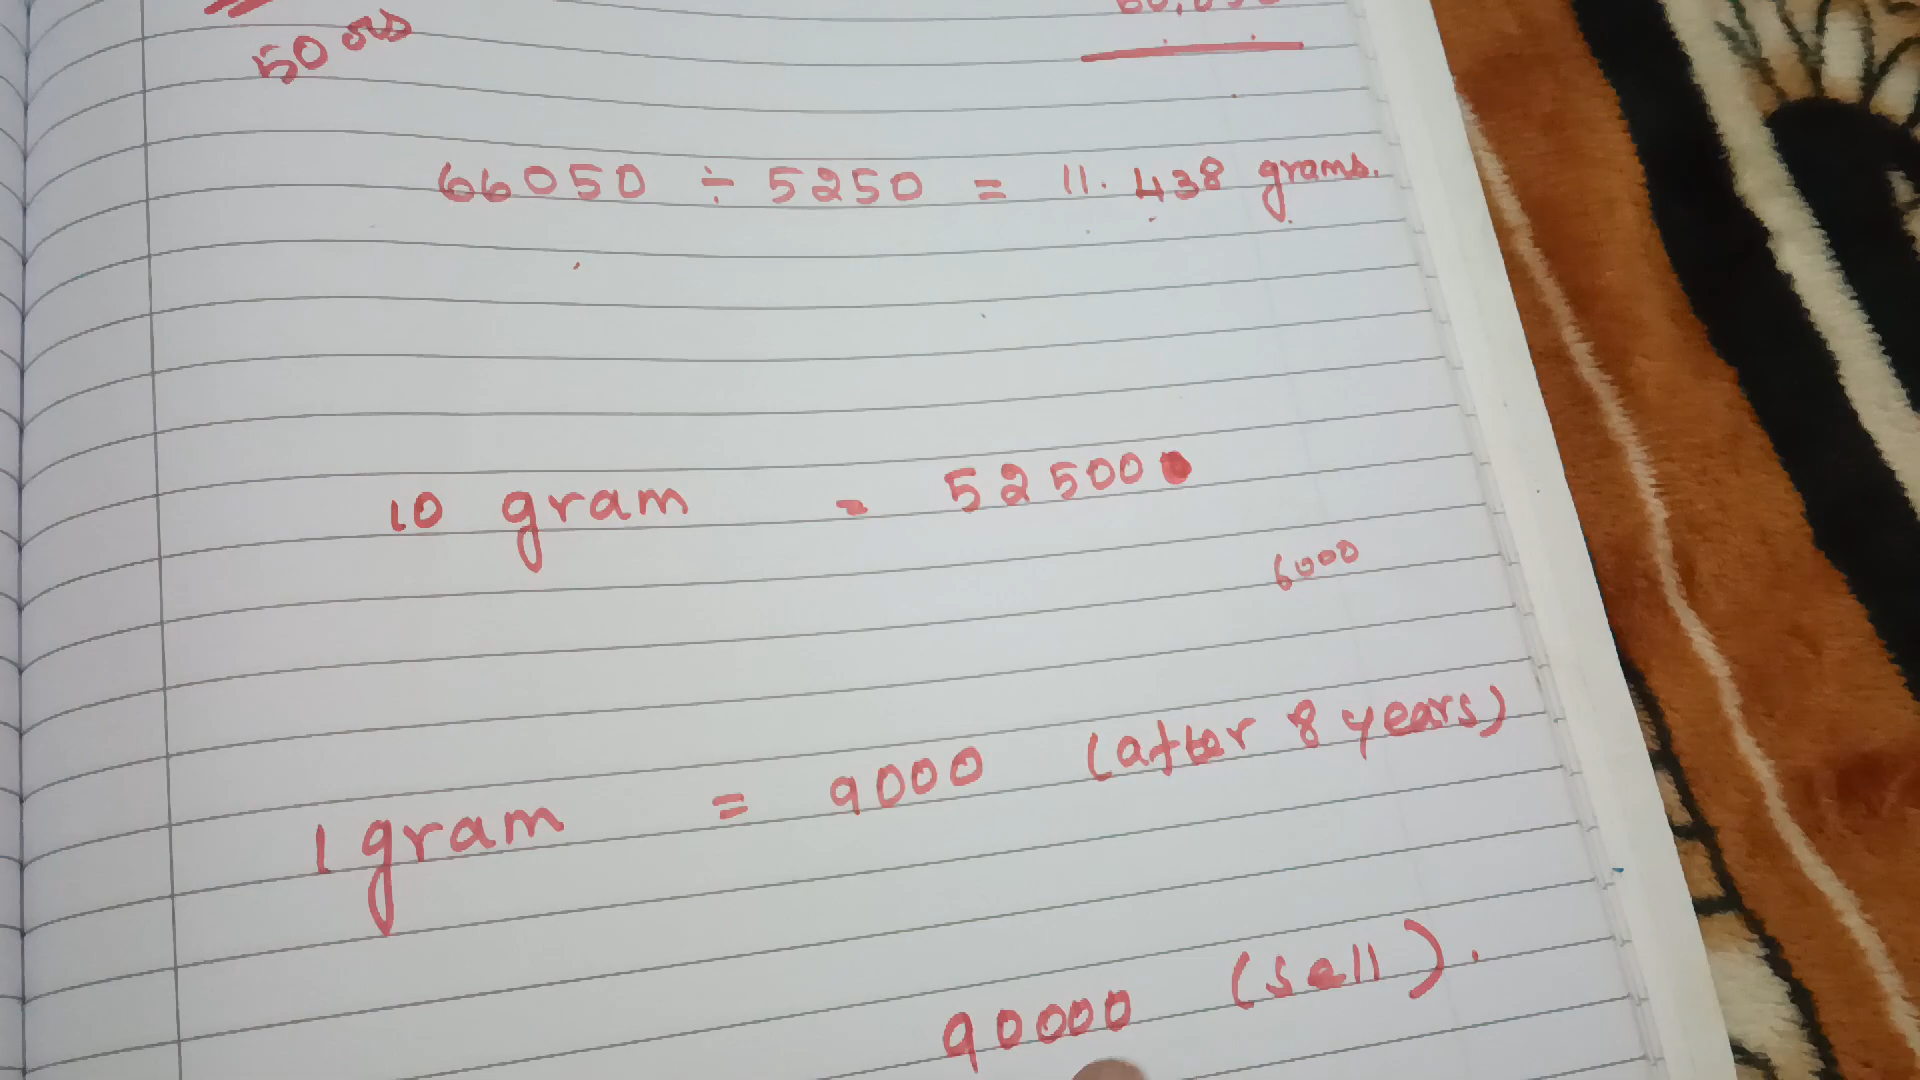 50
66050 ÷ 5250 = 11.438 grams.
10 gram = 52500
6000
1 gram = 9000 (after 8 years)
90000 (sell).